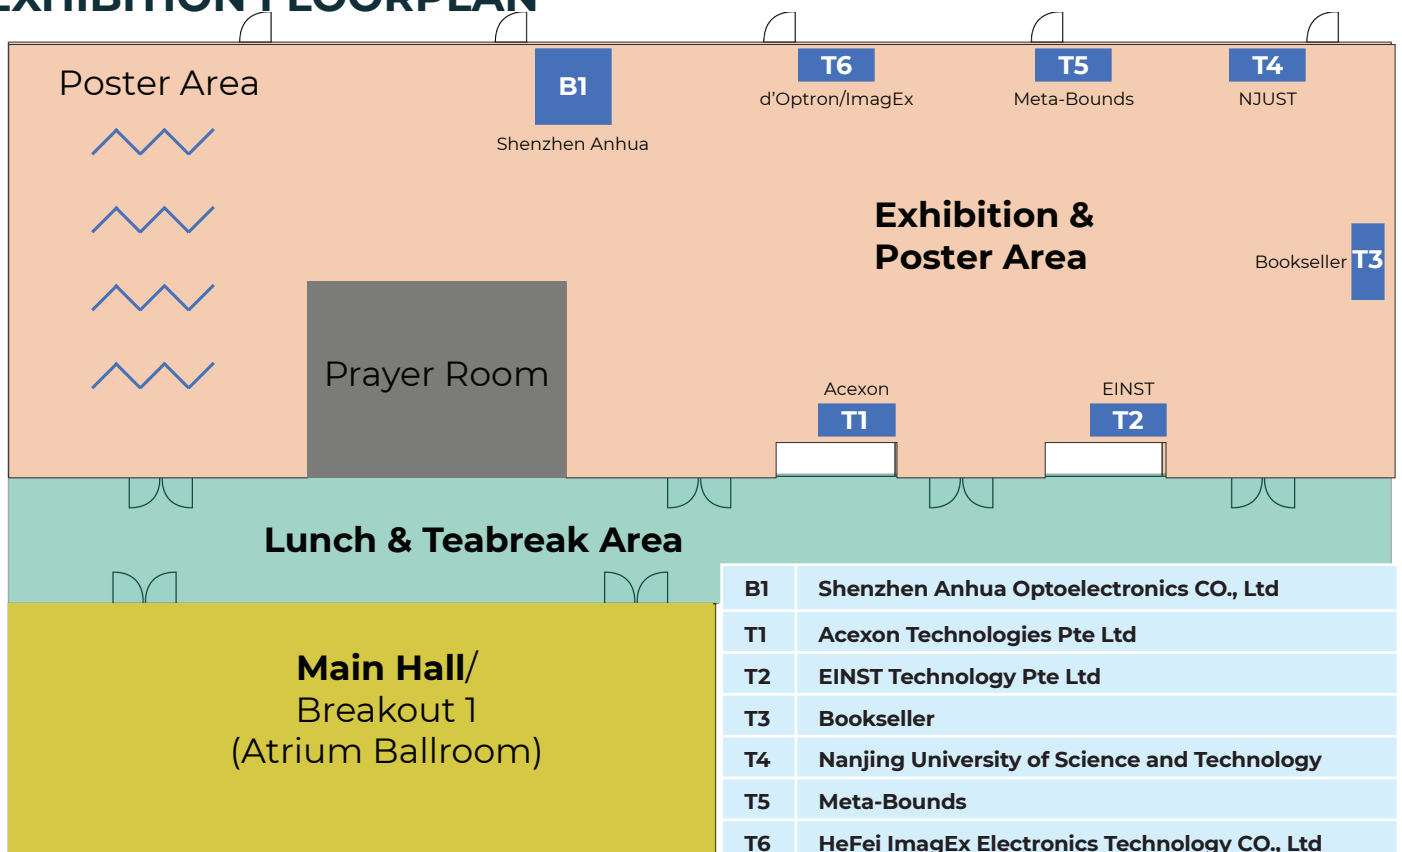 EXHIBITION FLOORPLAN
Poster Area
B1
Shenzhen Anhua
T6
d'Optron/ImagEx
T5
Meta-Bounds
T4
NJUST
Exhibition &
Poster Area
Bookseller T3
Prayer Room
Acexon
T1
EINST
T2
Lunch & Teabreak Area
Main Hall/
Breakout 1
(Atrium Ballroom)
B1 Shenzhen Anhua Optoelectronics CO., Ltd
T1 Acexon Technologies Pte Ltd
T2 EINST Technology Pte Ltd
T3 Bookseller
T4 Nanjing University of Science and Technology
T5 Meta-Bounds
T6 HeFei ImagEx Electronics Technology CO., Ltd